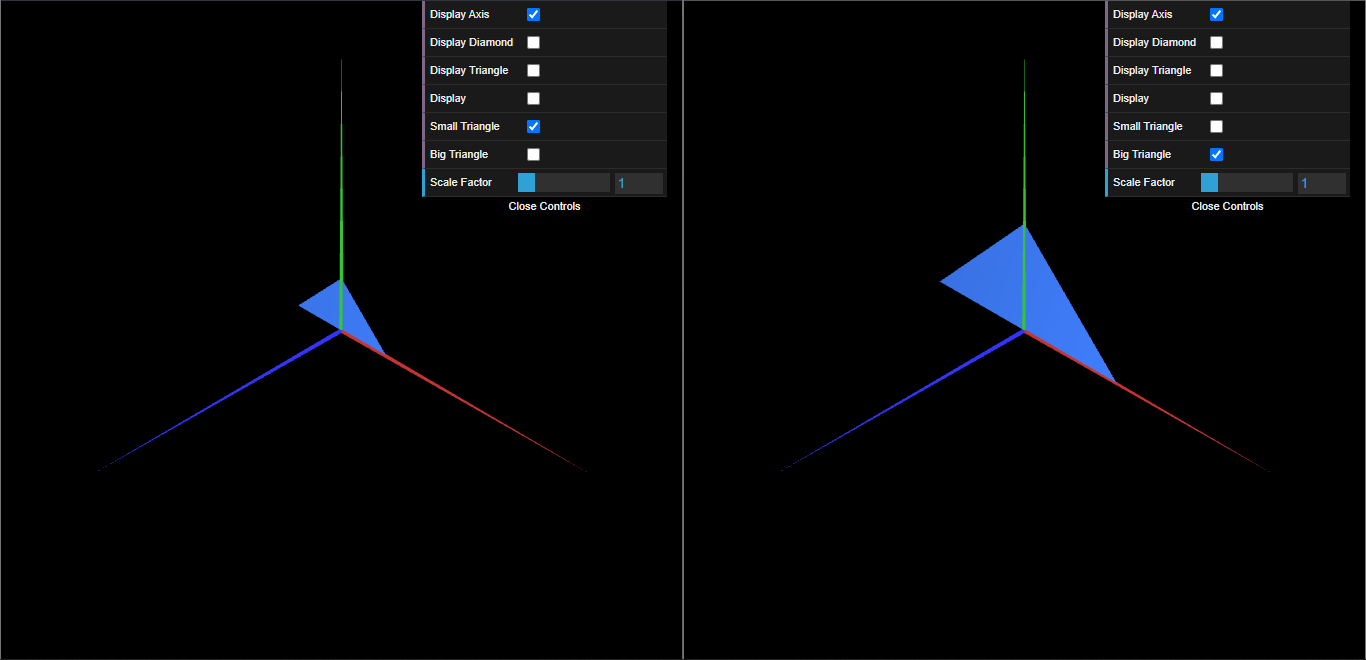 Display Axis
Display Diamond
Display Triangle
Display
Small Triangle
Big Triangle
Scale Factor 1
Close Controls
Display Axis
Display Diamond
Display Triangle
Display
Small Triangle
Big Triangle
Scale Factor 1
Close Controls